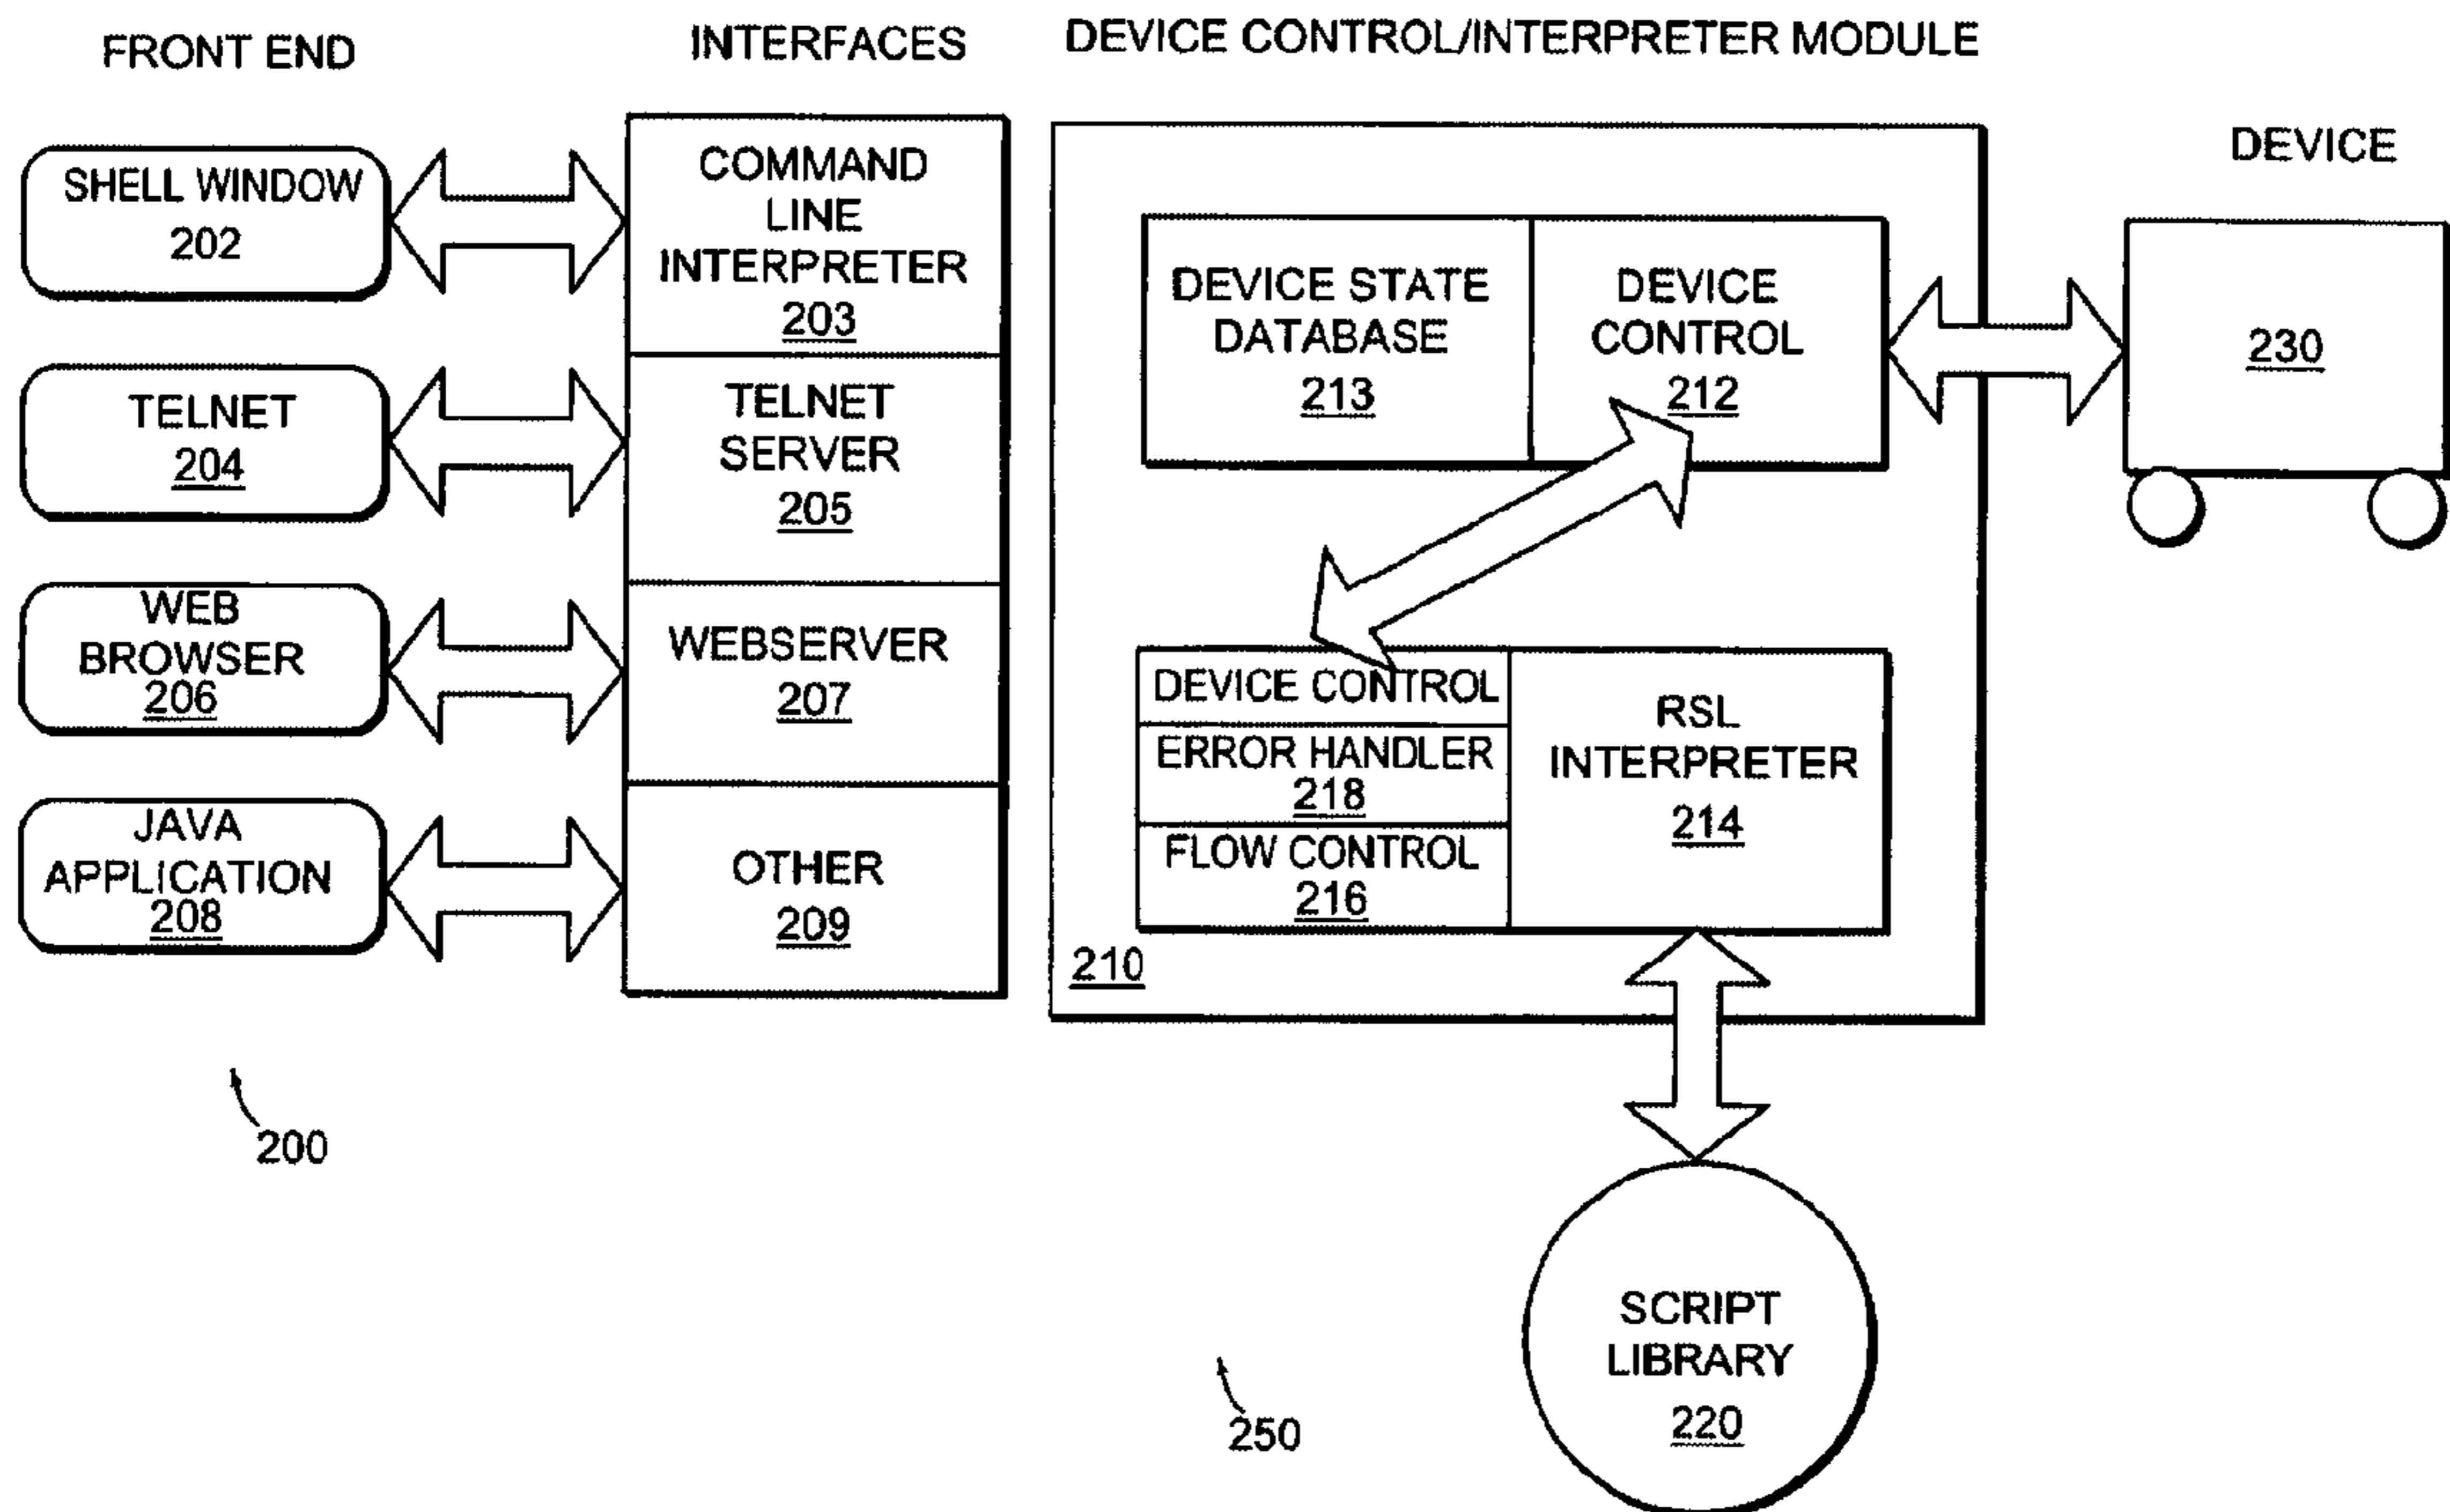 FRONT END
INTERFACES
DEVICE CONTROL/INTERPRETER MODULE
DEVICE
SHELL WINDOW
202
TELNET
204
WEB
BROWSER
206
JAVA
APPLICATION
208
COMMAND
LINE
INTERPRETER
203
TELNET
SERVER
205
WEBSERVER
207
OTHER
209
DEVICE STATE
DATABASE
213
DEVICE
CONTROL
212
DEVICE CONTROL
ERROR HANDLER
218
FLOW CONTROL
216
RSL
INTERPRETER
214
210
230
SCRIPT
LIBRARY
220
200
250